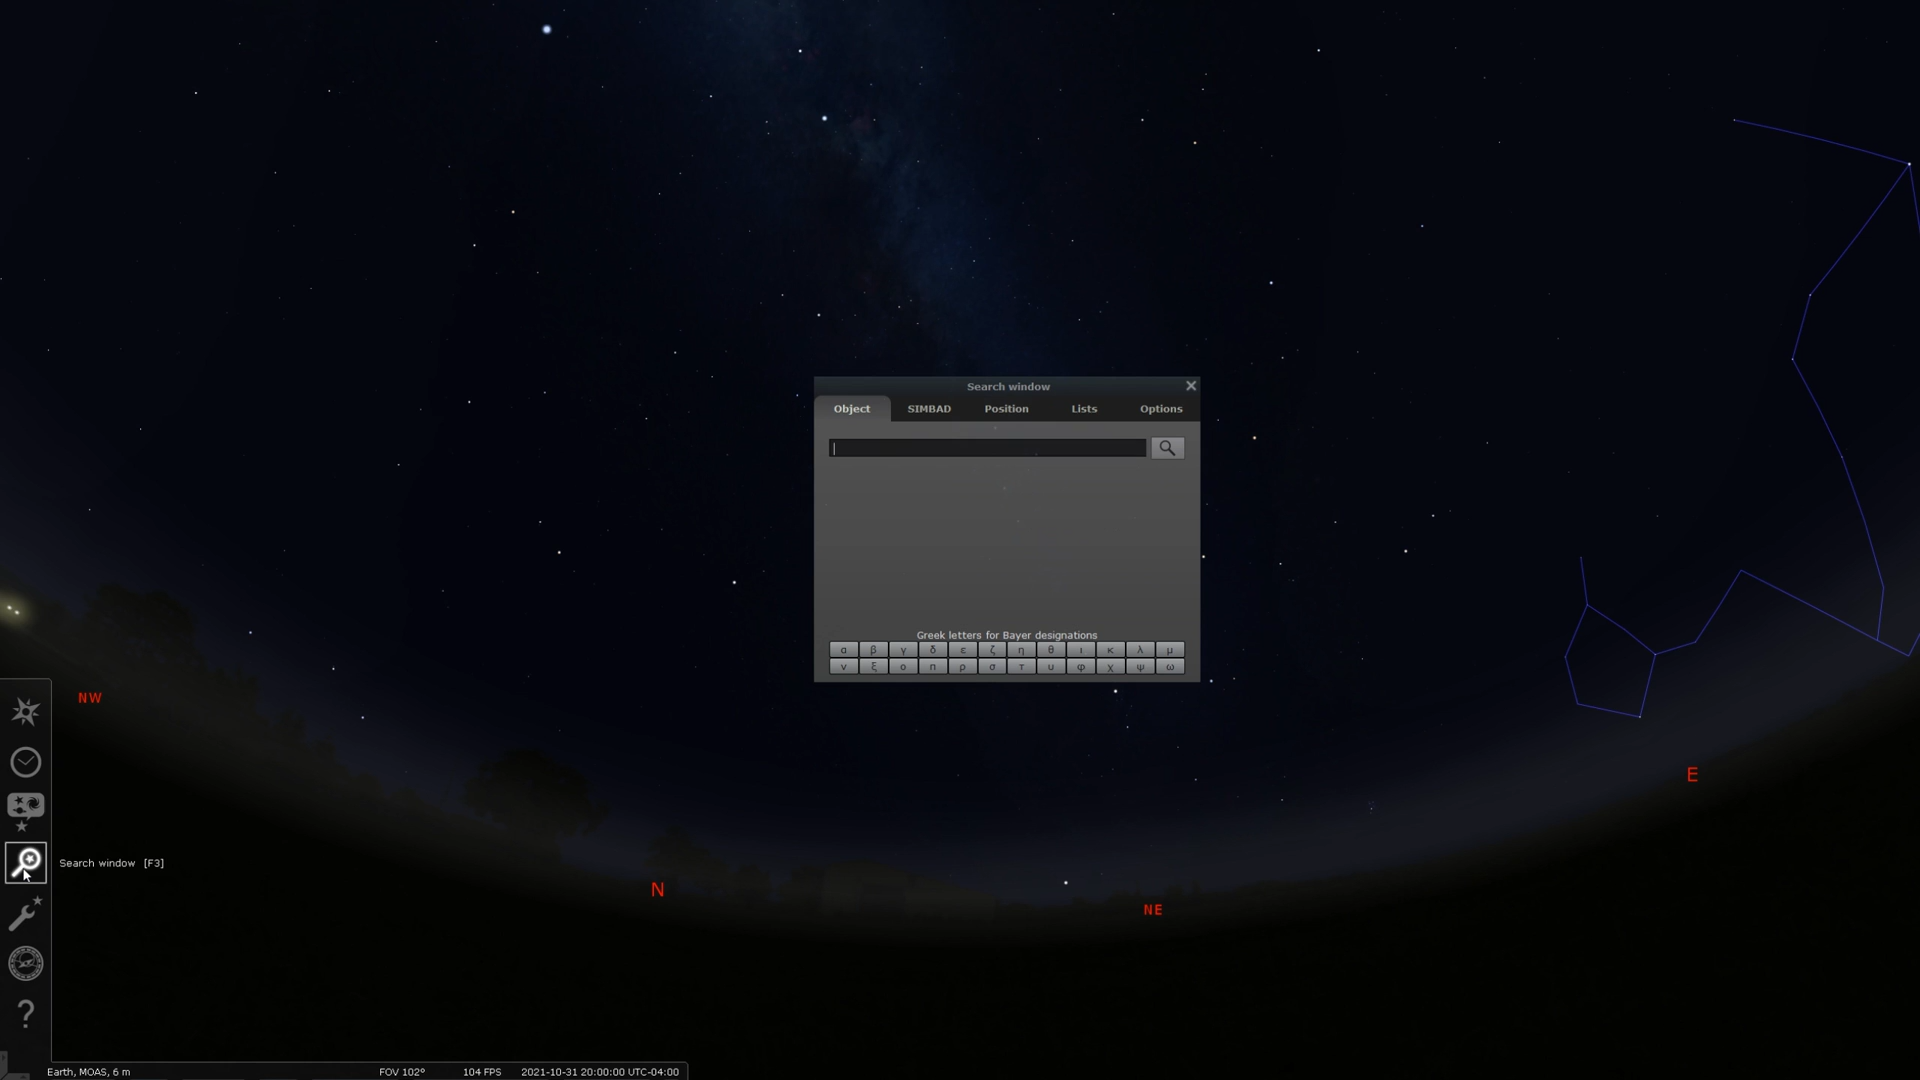 Search window
Object SIMBAD Position Lists Options
Greek letters for Bayer designations
α β γ δ ε ζ η θ ι κ λ μ
ν ξ ο π ρ σ τ υ φ χ ψ ω
NW
Search window [F3]
E
N
NE
Earth, MOAS, 6 m FOV 102° 104 FPS 2021-10-31 20:00:00 UTC-04:00